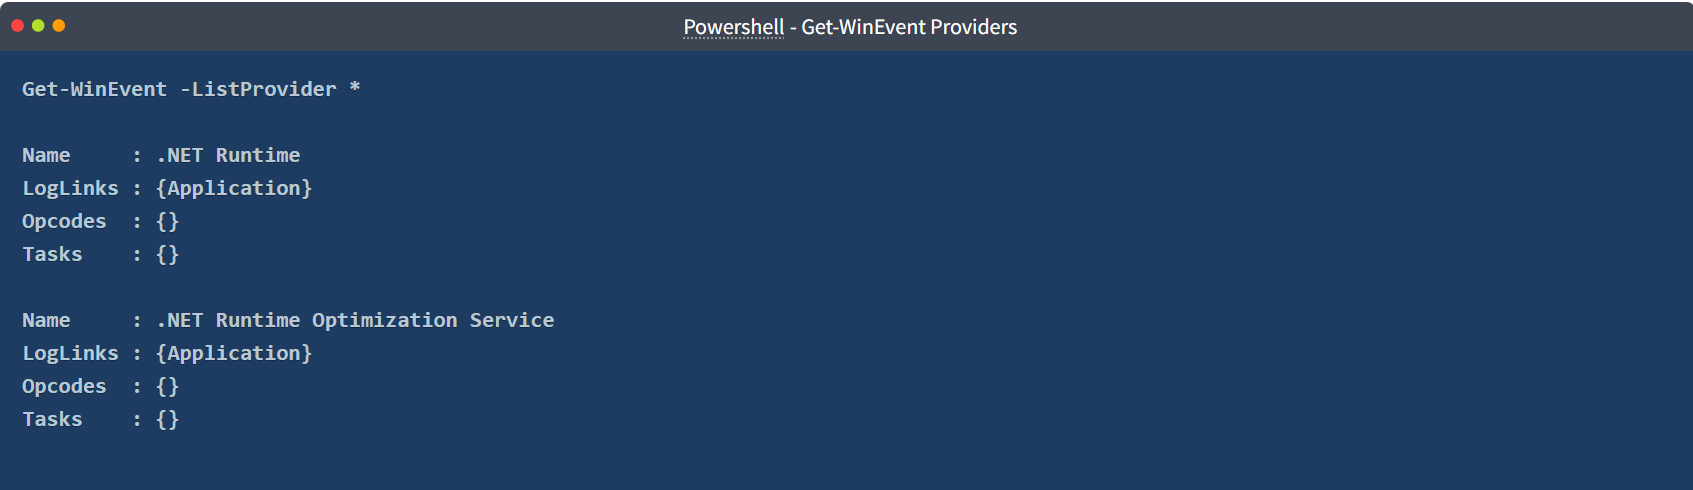 Powershell - Get-WinEvent Providers
Get-WinEvent -ListProvider *
Name     : .NET Runtime
LogLinks : {Application}
Opcodes  : {}
Tasks    : {}
Name     : .NET Runtime Optimization Service
LogLinks : {Application}
Opcodes  : {}
Tasks    : {}